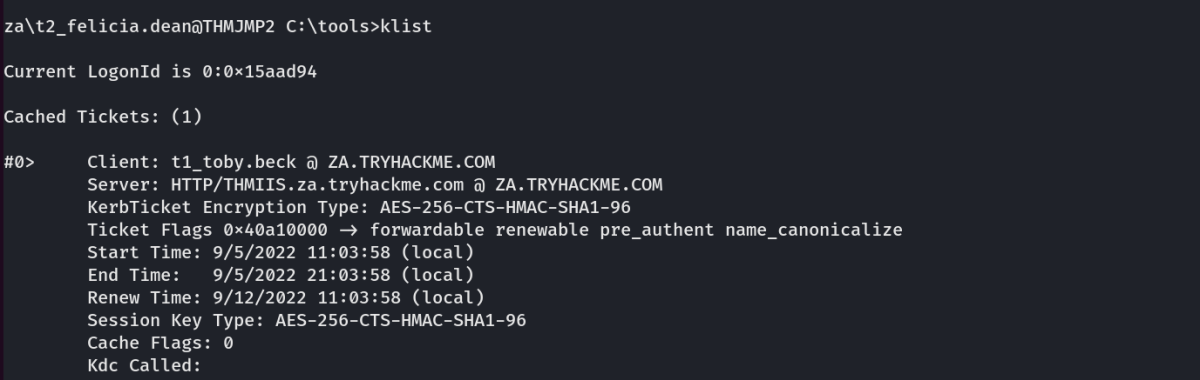 za\t2_felicia.dean@THMJMP2 C:\tools>klist
Current LogonId is 0:0×15aad94
Cached Tickets: (1)
#0> Client: t1_toby.beck @ ZA.TRYHACKME.COM
Server: HTTP/THMIIS.za.tryhackme.com @ ZA.TRYHACKME.COM
KerbTicket Encryption Type: AES-256-CTS-HMAC-SHA1-96
Ticket Flags 0×40a10000 → forwardable renewable pre_authent name_canonicalize
Start Time: 9/5/2022 11:03:58 (local)
End Time: 9/5/2022 21:03:58 (local)
Renew Time: 9/12/2022 11:03:58 (local)
Session Key Type: AES-256-CTS-HMAC-SHA1-96
Cache Flags: 0
Kdc Called: